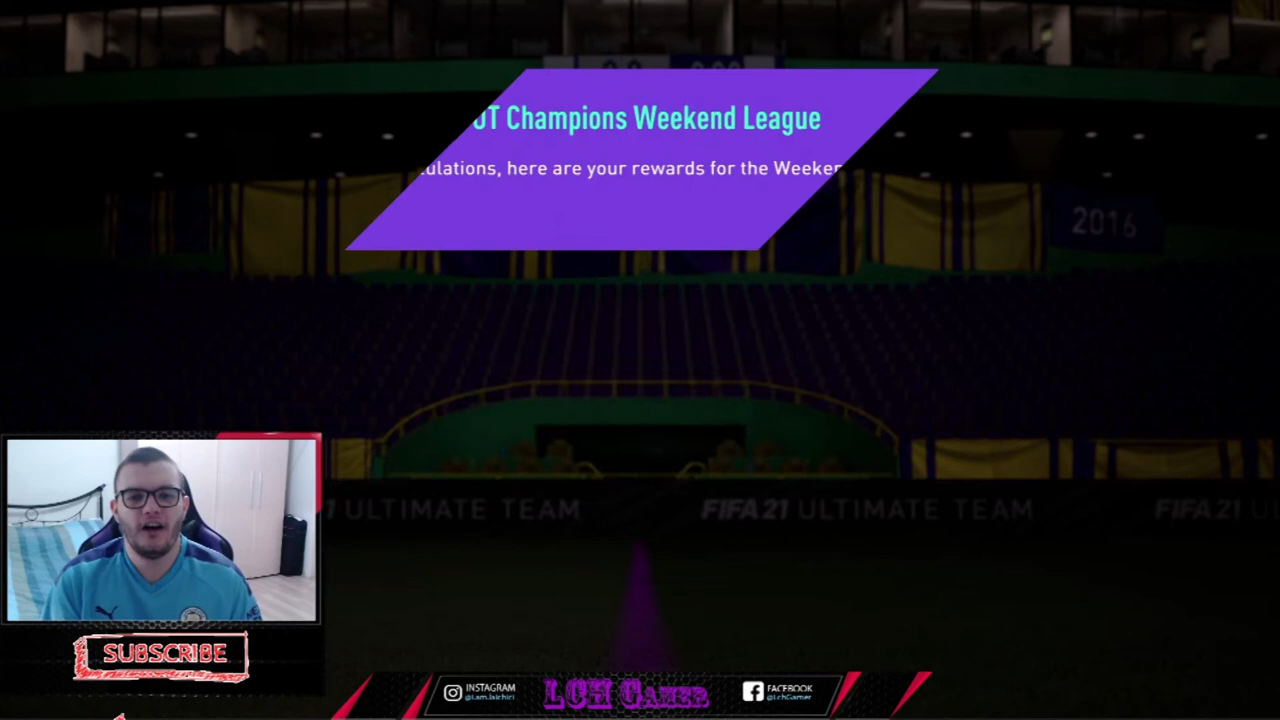 UT Champions Weekend League
ulations, here are your rewards for the Weeken
2016
ULTIMATE TEAM
FIFA 21 ULTIMATE TEAM
FIFA 21 U
SUBSCRIBE
INSTAGRAM
LCH GAMER
FACEBOOK
@LchGamer